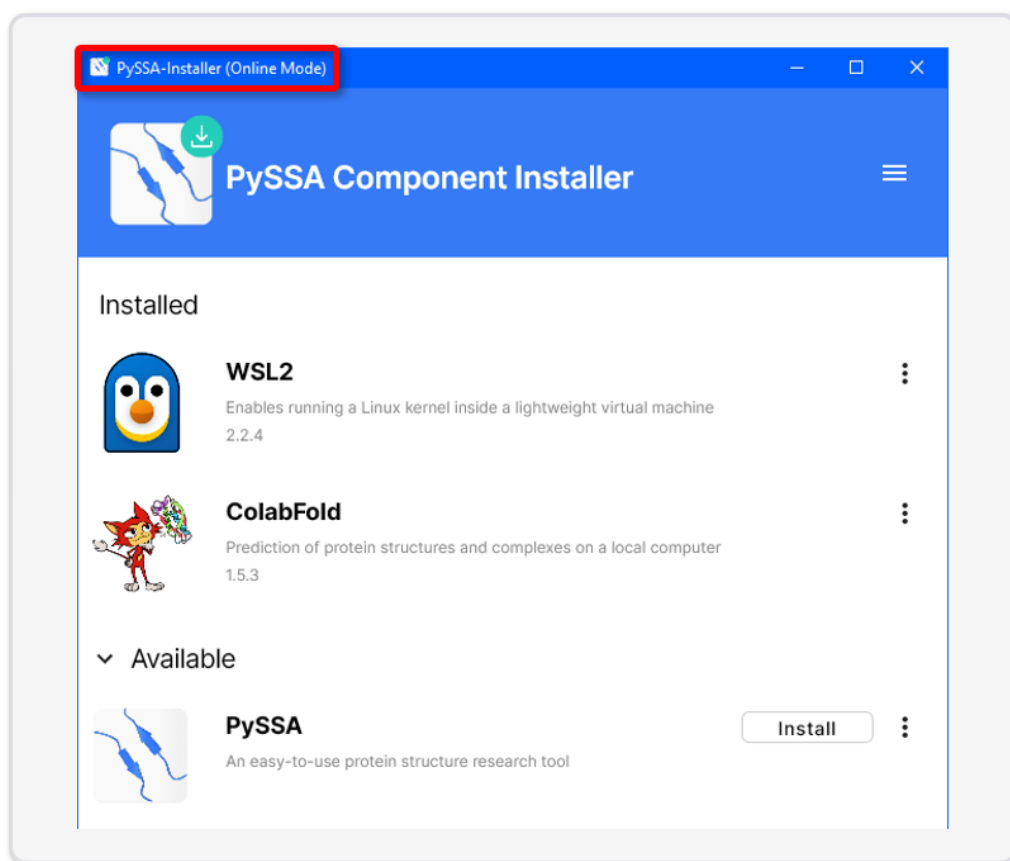 PySSA-Installer (Online Mode)
PySSA Component Installer
Installed
WSL2
Enables running a Linux kernel inside a lightweight virtual machine
2.2.4
ColabFold
Prediction of protein structures and complexes on a local computer
1.5.3
Available
PySSA
Install
An easy-to-use protein structure research tool